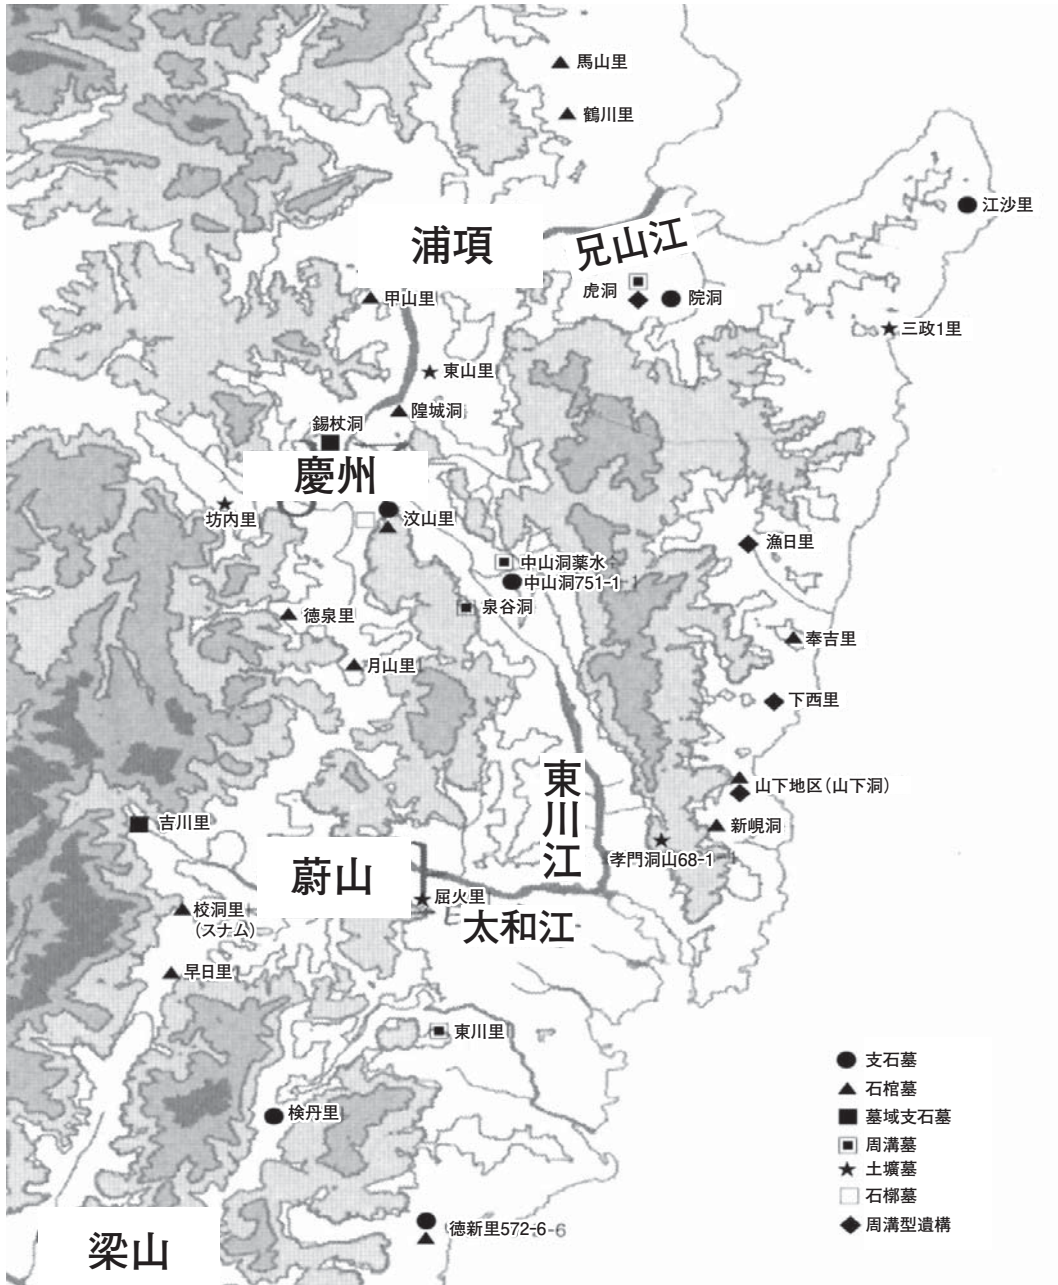 馬山里
鶴川里
江沙里
浦項
兄山江
虎洞
院洞
甲山里
三政1里
東山里
隍城洞
錫杖洞
慶州
坊内里
汶山里
漁日里
中山洞薬水
中山洞751-1
泉谷洞
徳泉里
奉吉里
月山里
下西里
東川江
山下地区(山下洞)
吉川里
新峴洞
孝門洞山68-1
蔚山
屈火里
校洞里
(スナム)
太和江
早日里
東川里
検丹里
徳新里572-6-6
梁山
支石墓
石棺墓
墓域支石墓
周溝墓
土壙墓
石槨墓
周溝型遺構